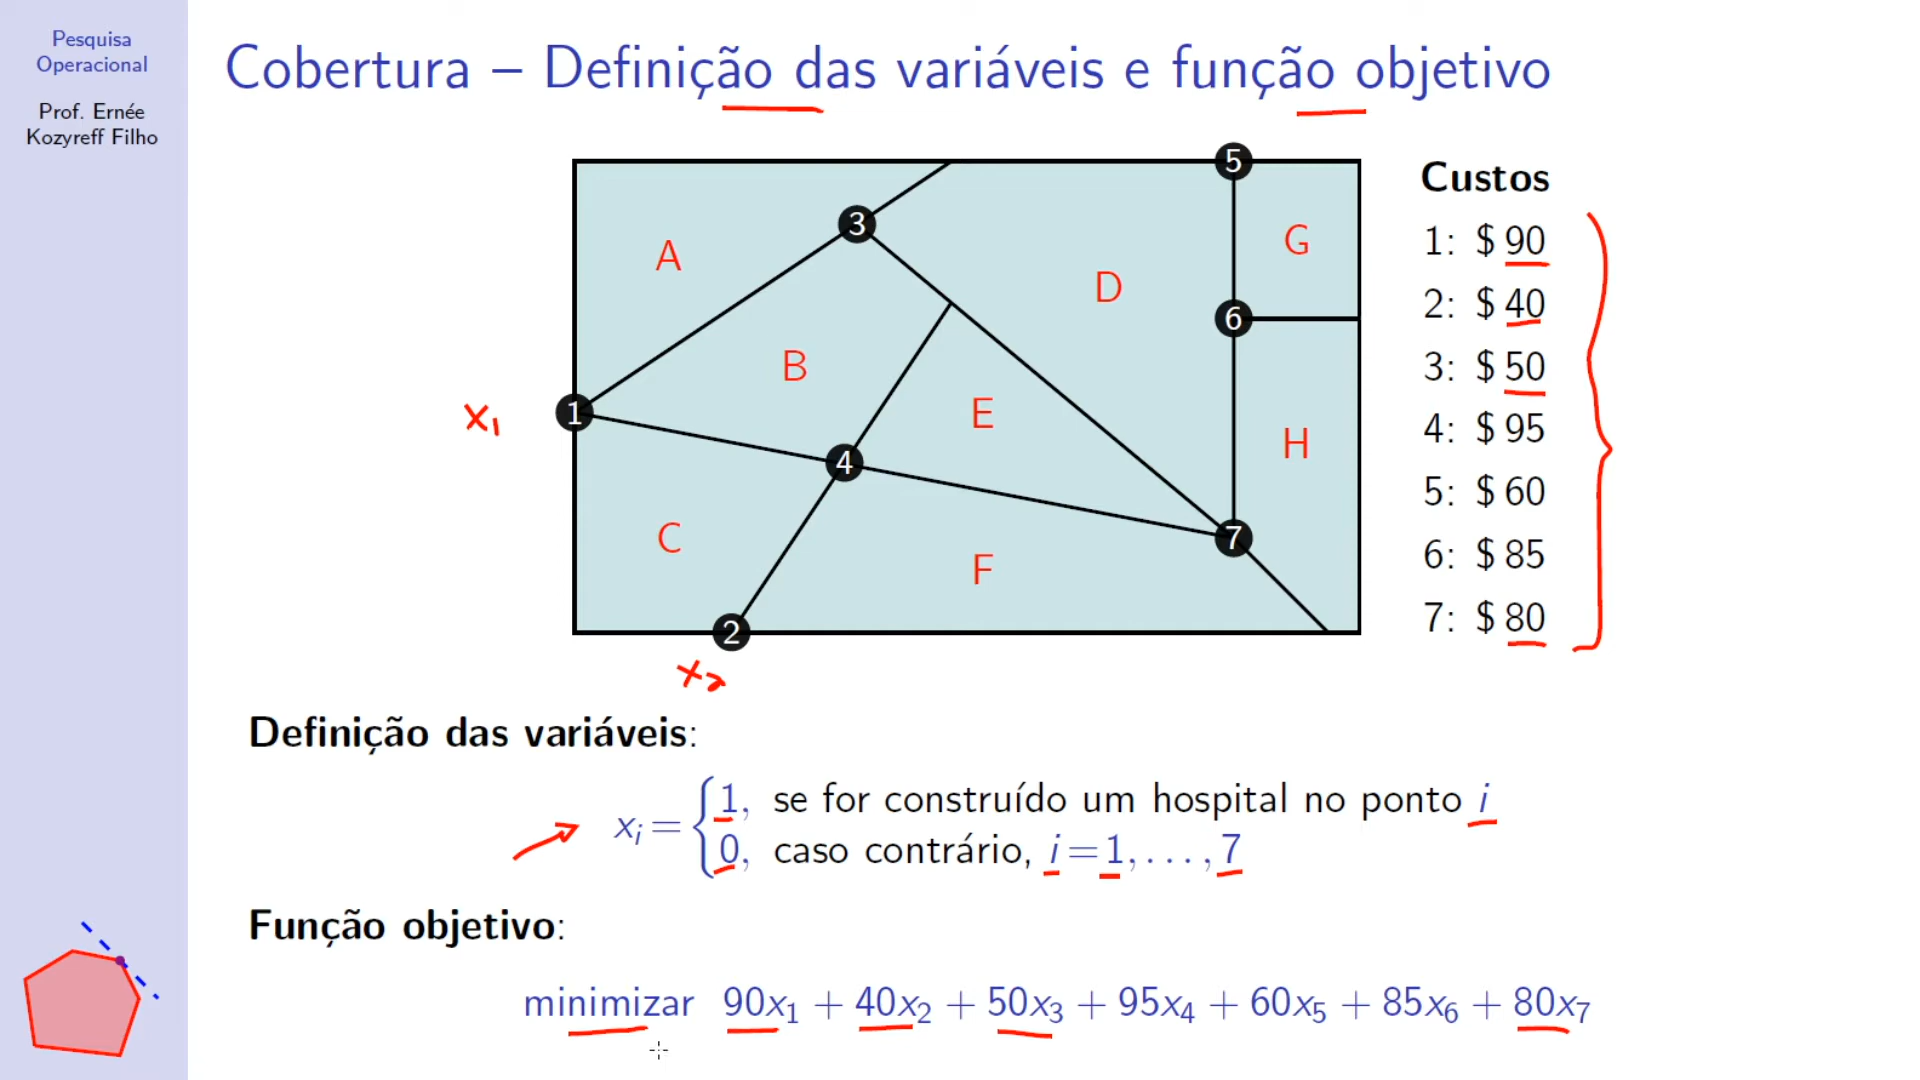 Pesquisa
Operacional
Prof. Ernée
Kozyreff Filho
Cobertura – Definição das variáveis e função objetivo
5
3
A
G
D
6
B
x₁
1
E
4
H
C
7
F
2
x₂
Custos
1: $ 90
2: $ 40
3: $ 50
4: $ 95
5: $ 60
6: $ 85
7: $ 80
Definição das variáveis:
xᵢ = { 1, se for construído um hospital no ponto i
0, caso contrário, i = 1, . . . , 7
Função objetivo:
minimizar 90x₁ + 40x₂ + 50x₃ + 95x₄ + 60x₅ + 85x₆ + 80x₇